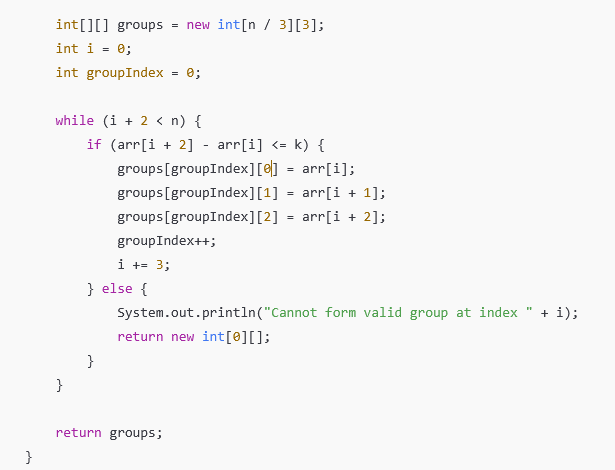 int[][] groups = new int[n / 3][3];
int i = 0;
int groupIndex = 0;
while (i + 2 < n) {
if (arr[i + 2] - arr[i] <= k) {
groups[groupIndex][0] = arr[i];
groups[groupIndex][1] = arr[i + 1];
groups[groupIndex][2] = arr[i + 2];
groupIndex++;
i += 3;
} else {
System.out.println("Cannot form valid group at index " + i);
return new int[0][];
}
}
return groups;
}